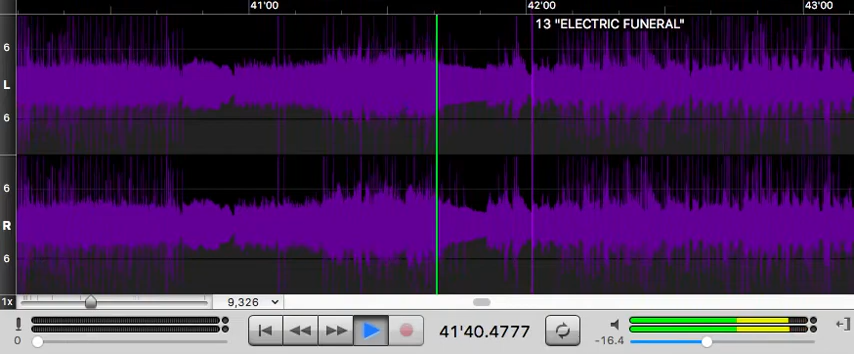 41'00
42'00
43'00
13 "ELECTRIC FUNERAL"
6
L
6
6
R
6
1x
9,326
41'40.4777
0
-16.4